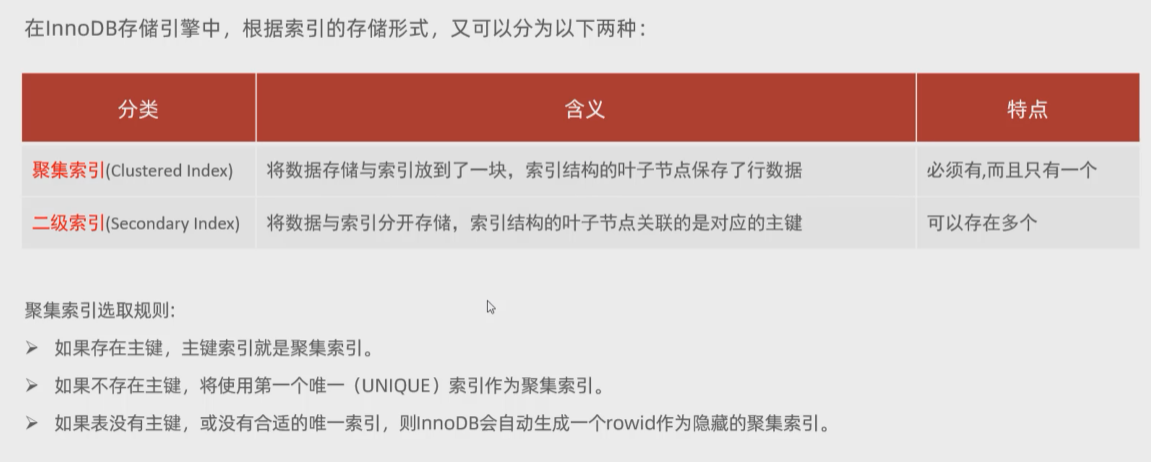 在InnoDB存储引擎中，根据索引的存储形式，又可以分为以下两种：
分类 含义 特点
聚集索引(Clustered Index) 将数据存储与索引放到了一块，索引结构的叶子节点保存了行数据 必须有,而且只有一个
二级索引(Secondary Index) 将数据与索引分开存储，索引结构的叶子节点关联的是对应的主键 可以存在多个
聚集索引选取规则:
➢ 如果存在主键，主键索引就是聚集索引。
➢ 如果不存在主键，将使用第一个唯一（UNIQUE）索引作为聚集索引。
➢ 如果表没有主键，或没有合适的唯一索引，则InnoDB会自动生成一个rowid作为隐藏的聚集索引。